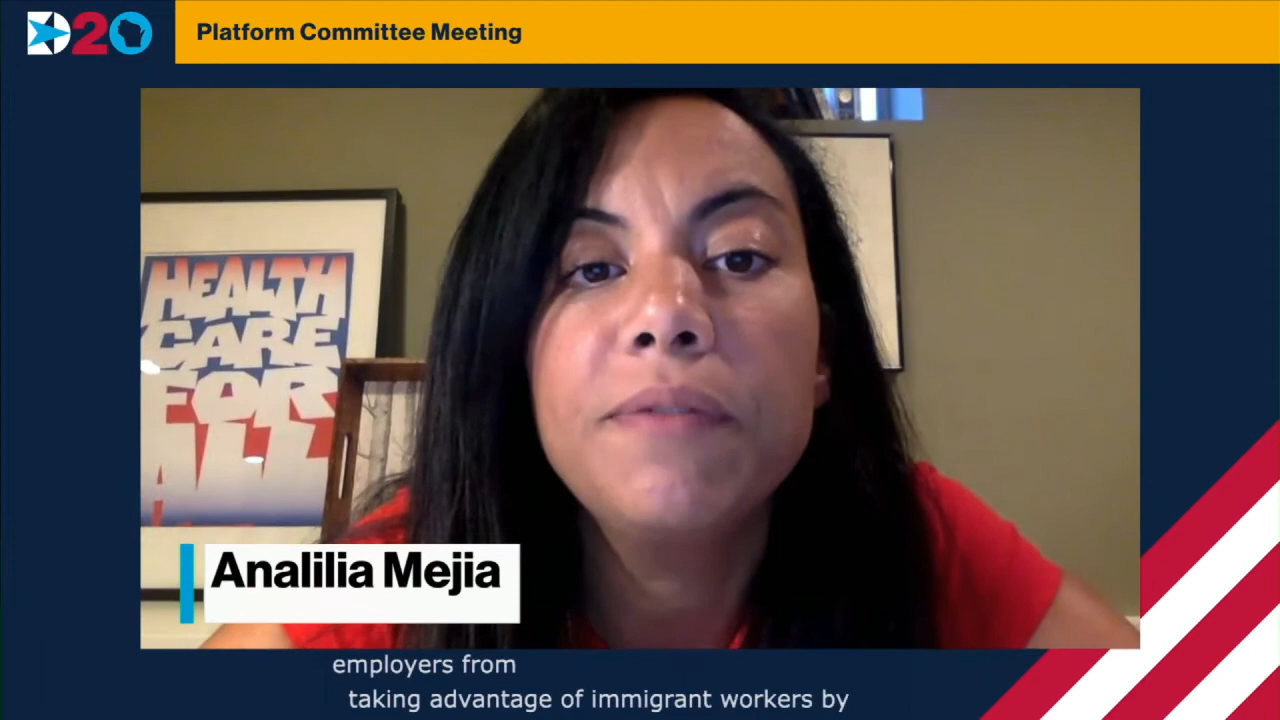 D20
Platform Committee Meeting
HEALTH
CARE
FOR
ALL
Analilia Mejia
employers from
taking advantage of immigrant workers by